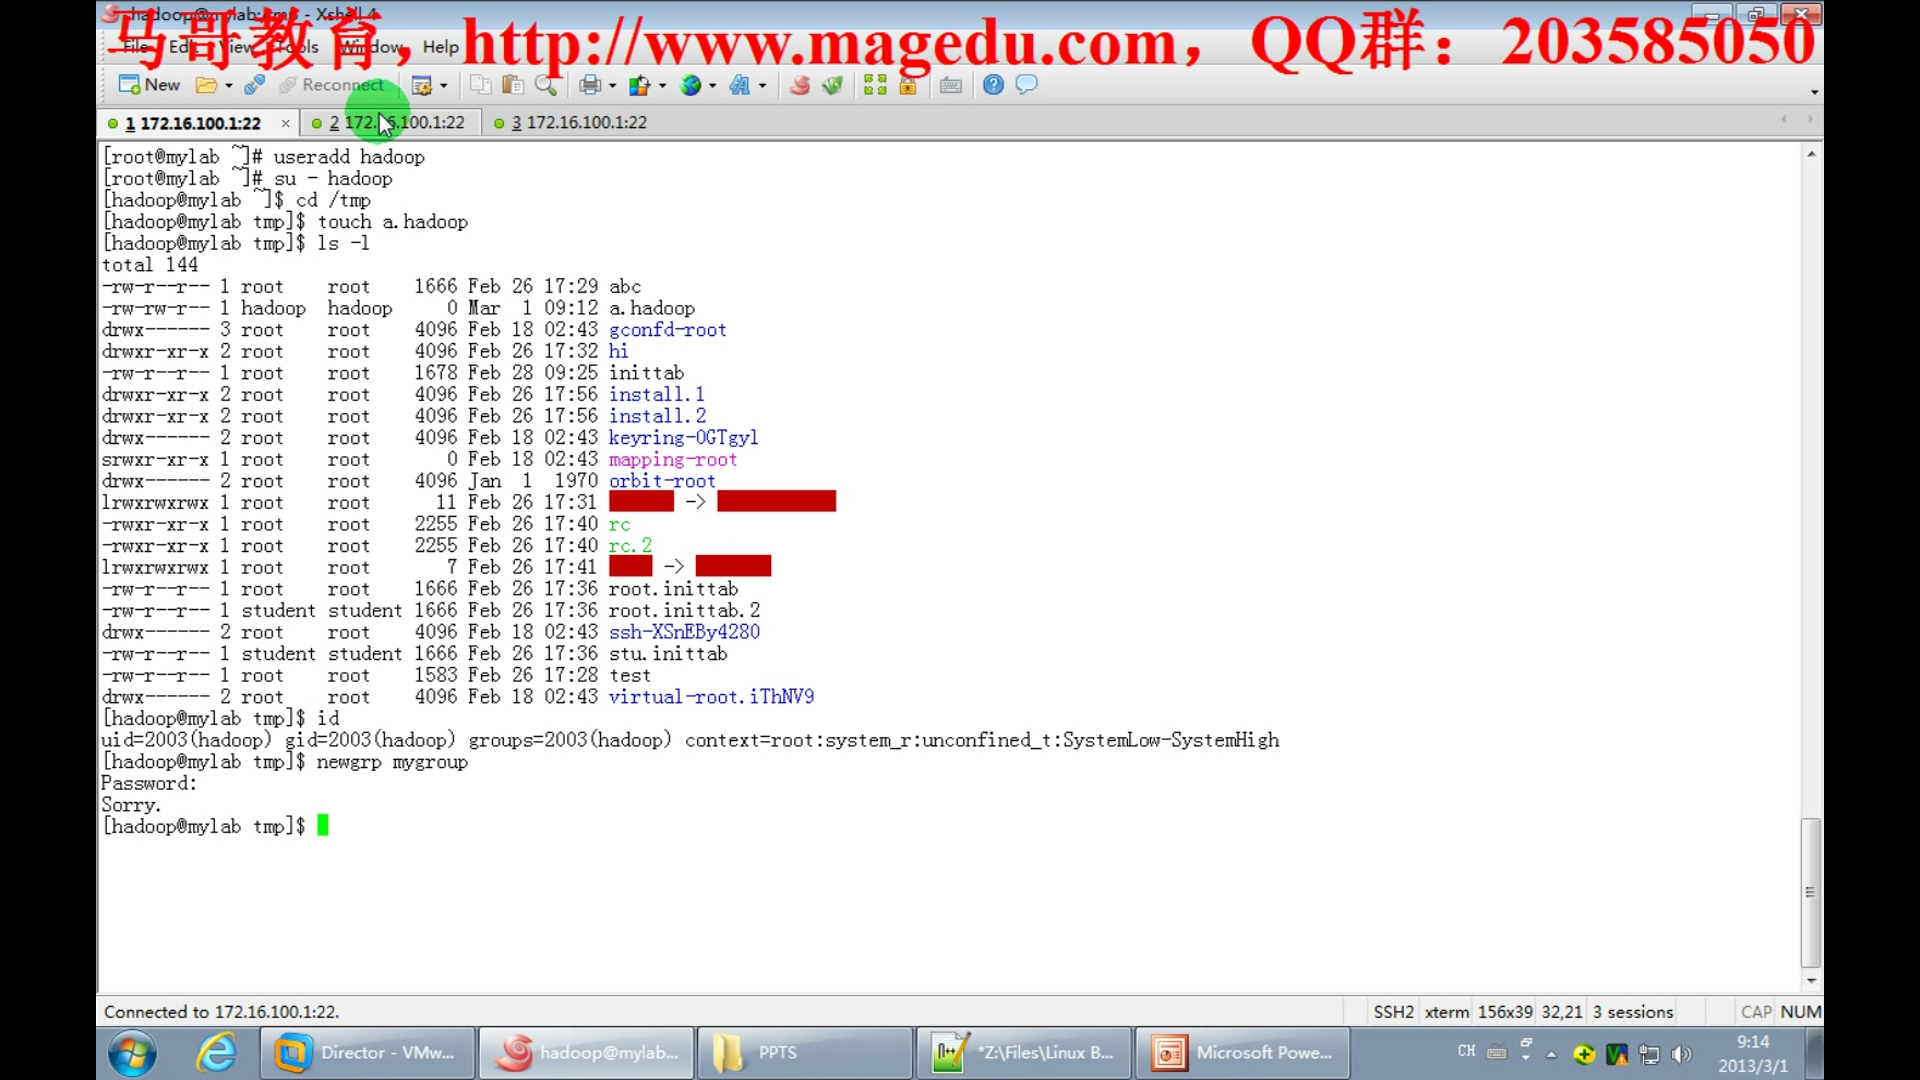 hadoop@mylab:/tmp - Xshell 4
马哥教育，http://www.magedu.com，QQ群：203585050
File Edit View Tools Window Help
New Reconnect
1 172.16.100.1:22 × 2 172.16.100.1:22 3 172.16.100.1:22
[root@mylab ~]# useradd hadoop
[root@mylab ~]# su - hadoop
[hadoop@mylab ~]$ cd /tmp
[hadoop@mylab tmp]$ touch a.hadoop
[hadoop@mylab tmp]$ ls -l
total 144
-rw-r--r-- 1 root    root    1666 Feb 26 17:29 abc
-rw-rw-r-- 1 hadoop  hadoop     0 Mar  1 09:12 a.hadoop
drwx------ 3 root    root    4096 Feb 18 02:43 gconfd-root
drwxr-xr-x 2 root    root    4096 Feb 26 17:32 hi
-rw-r--r-- 1 root    root    1678 Feb 28 09:25 inittab
drwxr-xr-x 2 root    root    4096 Feb 26 17:56 install.1
drwxr-xr-x 2 root    root    4096 Feb 26 17:56 install.2
drwx------ 2 root    root    4096 Feb 18 02:43 keyring-OGTgyl
srwxr-xr-x 1 root    root       0 Feb 18 02:43 mapping-root
drwx------ 2 root    root    4096 Jan  1  1970 orbit-root
lrwxrwxrwx 1 root    root      11 Feb 26 17:31 ->
-rwxr-xr-x 1 root    root    2255 Feb 26 17:40 rc
-rwxr-xr-x 1 root    root    2255 Feb 26 17:40 rc.2
lrwxrwxrwx 1 root    root       7 Feb 26 17:41 ->
-rw-r--r-- 1 root    root    1666 Feb 26 17:36 root.inittab
-rw-r--r-- 1 student student 1666 Feb 26 17:36 root.inittab.2
drwx------ 2 root    root    4096 Feb 18 02:43 ssh-XSnEBy4280
-rw-r--r-- 1 student student 1666 Feb 26 17:36 stu.inittab
-rw-r--r-- 1 root    root    1583 Feb 26 17:28 test
drwx------ 2 root    root    4096 Feb 18 02:43 virtual-root.iThNV9
[hadoop@mylab tmp]$ id
uid=2003(hadoop) gid=2003(hadoop) groups=2003(hadoop) context=root:system_r:unconfined_t:SystemLow-SystemHigh
[hadoop@mylab tmp]$ newgrp mygroup
Password:
Sorry.
[hadoop@mylab tmp]$
Connected to 172.16.100.1:22. SSH2 xterm 156x39 32,21 3 sessions CAP NUM
Director - VMw... hadoop@mylab... PPTS *Z:\Files\Linux B... Microsoft Powe... CH 9:14
2013/3/1